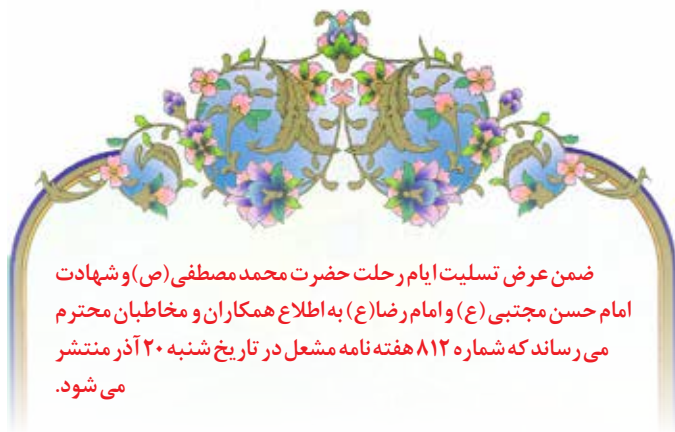 ضمن عرض تسلیت ایام رحلت حضرت محمد مصطفی (ص) و شهادت
امام حسن مجتبی (ع) و امام رضا (ع) به اطلاع همکاران و مخاطبان محترم
می رساند که شماره ۸۱۲ هفته نامه مشعل در تاریخ شنبه ۲۰ آذر منتشر
می شود.